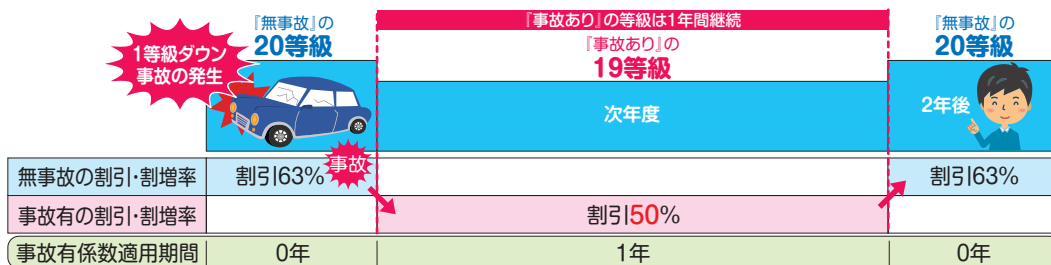 『無事故』の
20等級
『事故あり』の等級は1年間継続
『事故あり』の
19等級
『無事故』の
20等級
1等級ダウン
事故の発生
次年度
2年後
無事故の割引・割増率 割引63% 事故 割引63%
事故有の割引・割増率 割引50%
事故有係数適用期間 0年 1年 0年